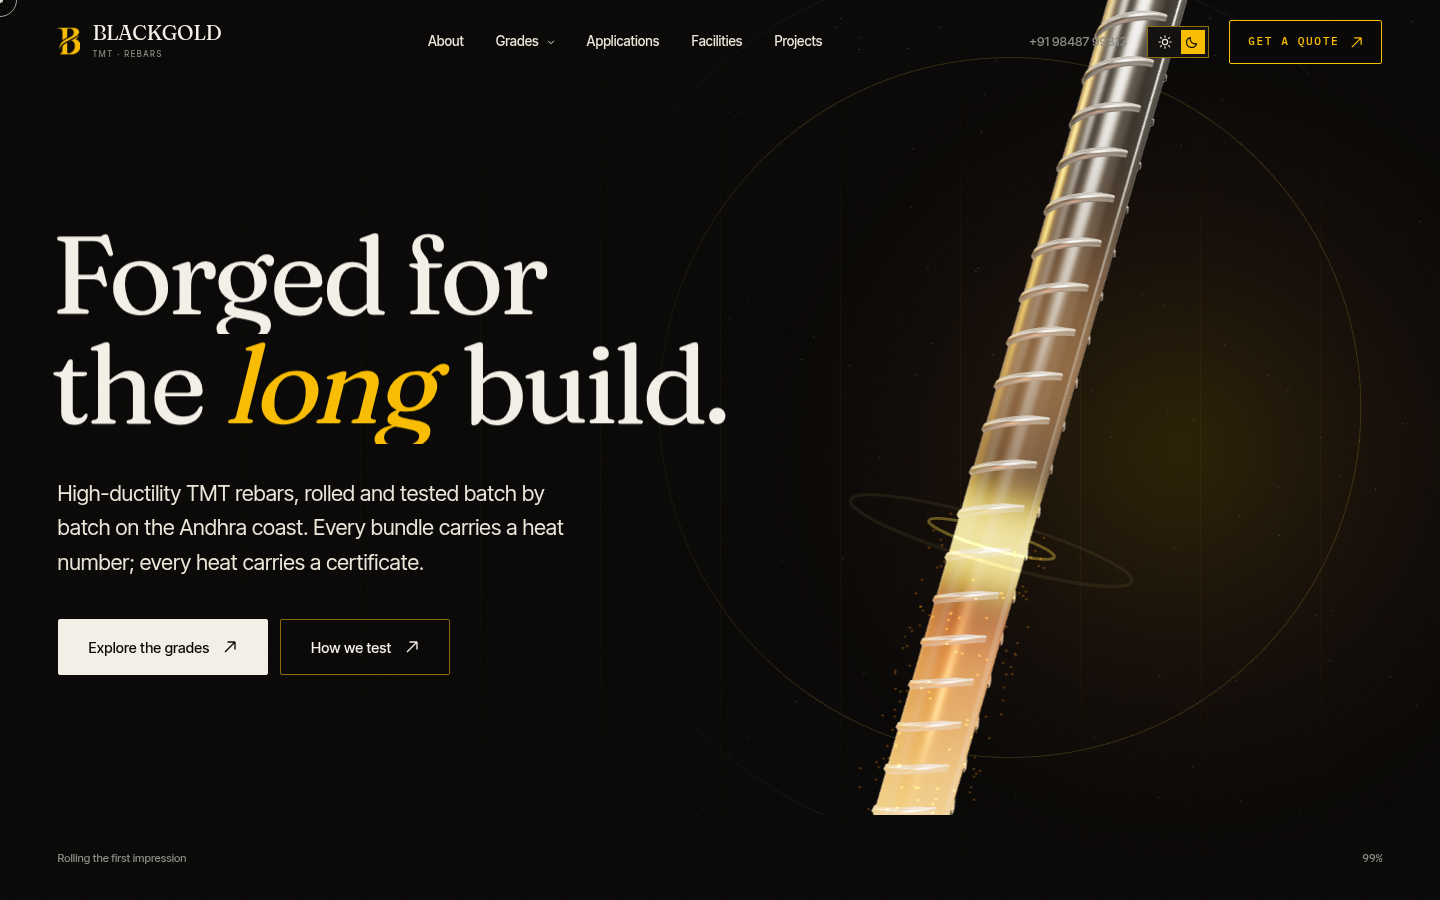 BLACKGOLD
TMT · REBARS
About
Grades
Applications
Facilities
Projects
+91 98487
GET A QUOTE
Forged for
the long build.
High-ductility TMT rebars, rolled and tested batch by
batch on the Andhra coast. Every bundle carries a heat
number; every heat carries a certificate.
Explore the grades
How we test
Rolling the first impression
99%